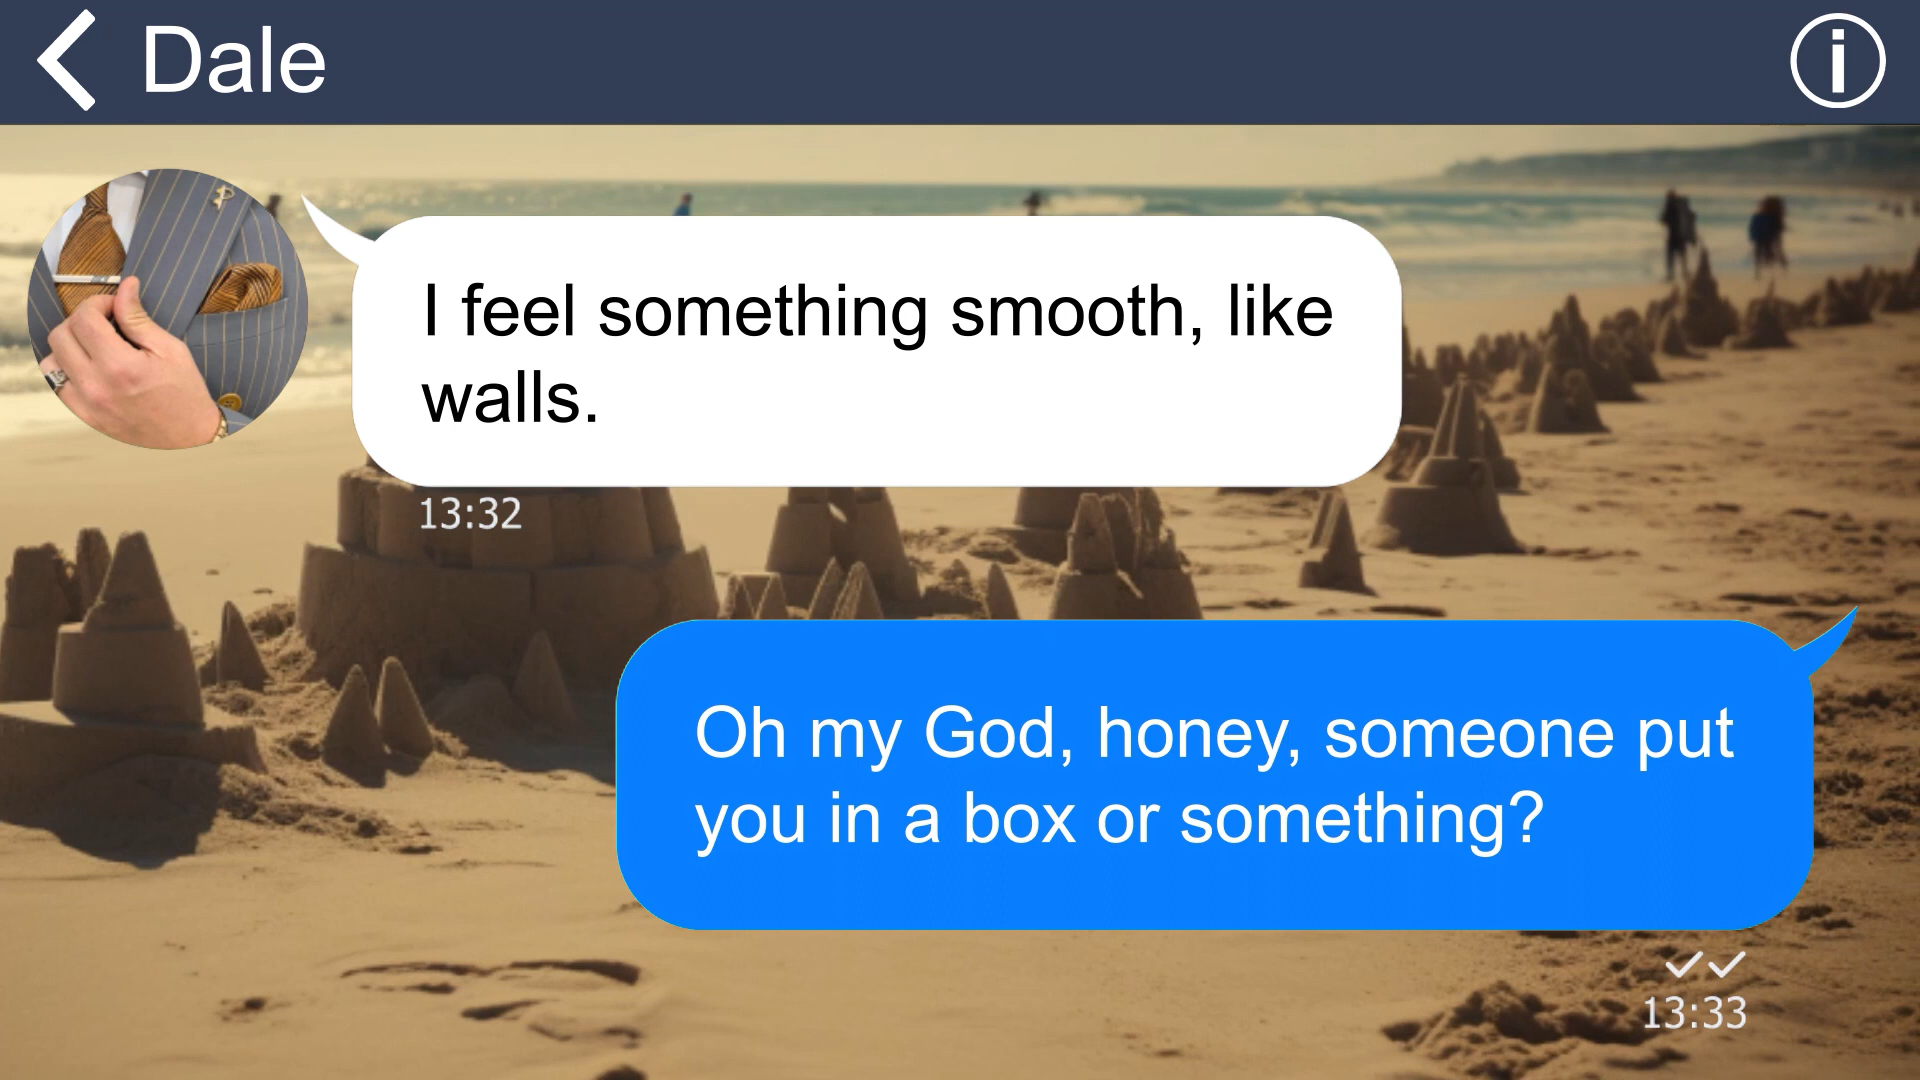 Dale
I feel something smooth, like
walls.
13:32
Oh my God, honey, someone put
you in a box or something?
13:33